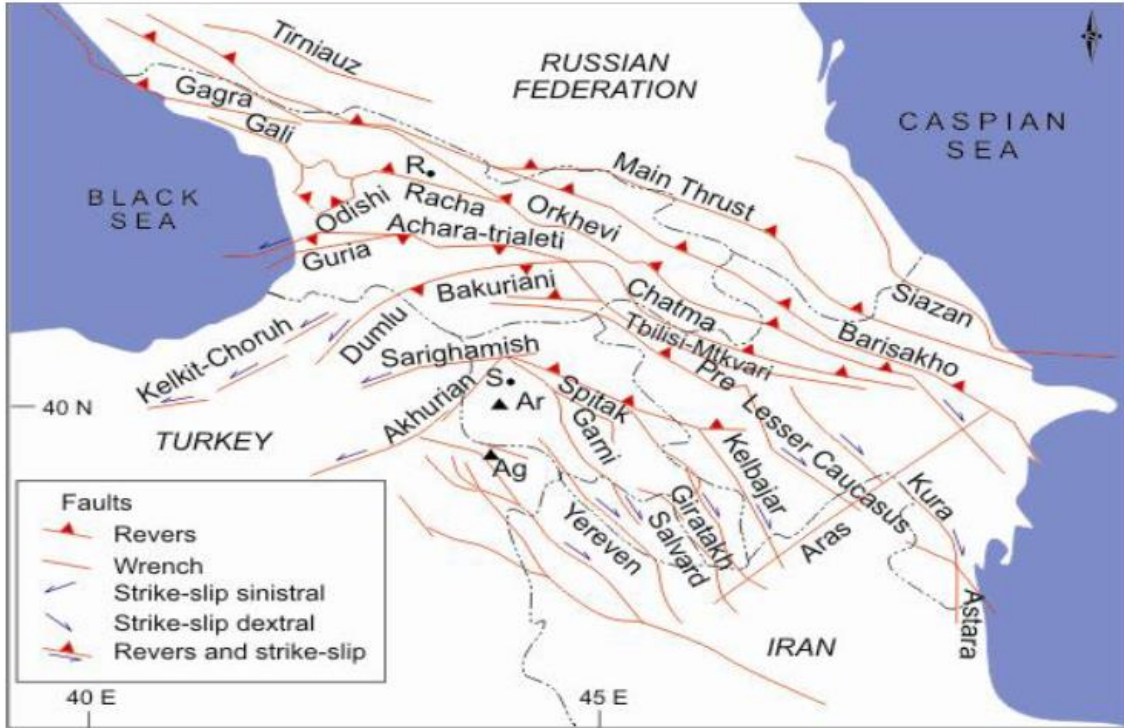 Tirniauz
RUSSIAN
FEDERATION
N
CASPIAN
SEA
Gagra
Gali
BLACK
SEA
R
Main Thrust
Odishi
Racha
Orkhevi
Achara-trialeti
Guria
Bakuriani
Chatma
Siazan
Kelkit-Choruh
Dumlu
Tbilisi-Mtkvari
Barisakho
Sarighamish
Pre Lesser Caucasus
40 N
Akhurian
S
Ar
Spitak
TURKEY
Garni
Kelbajar
Ag
Kura
Yereven
Salvard
Giratakh
Aras
Astara
IRAN
Faults
Revers
Wrench
Strike-slip sinistral
Strike-slip dextral
Revers and strike-slip
40 E
45 E